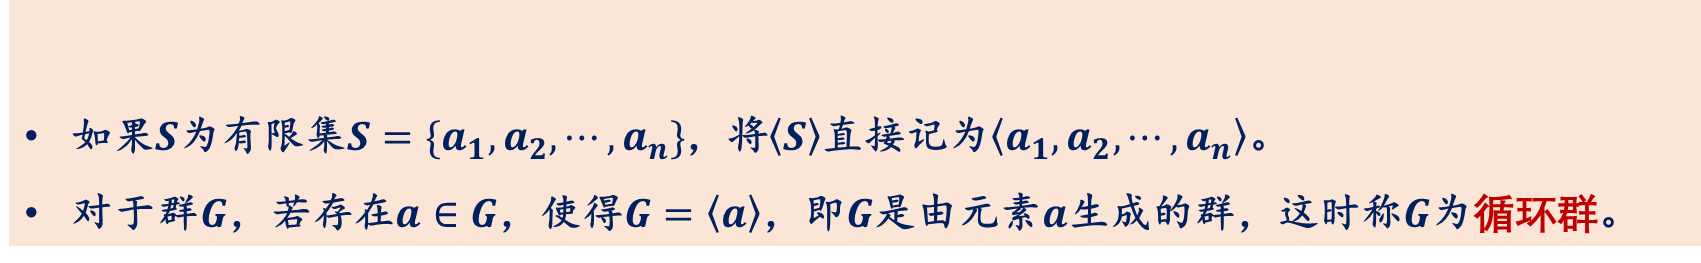 • 如果S为有限集S = {a₁, a₂, ⋯, aₙ}，将⟨S⟩直接记为⟨a₁, a₂, ⋯, aₙ⟩。
• 对于群G，若存在a ∈ G，使得G = ⟨a⟩，即G是由元素a生成的群，这时称G为循环群。